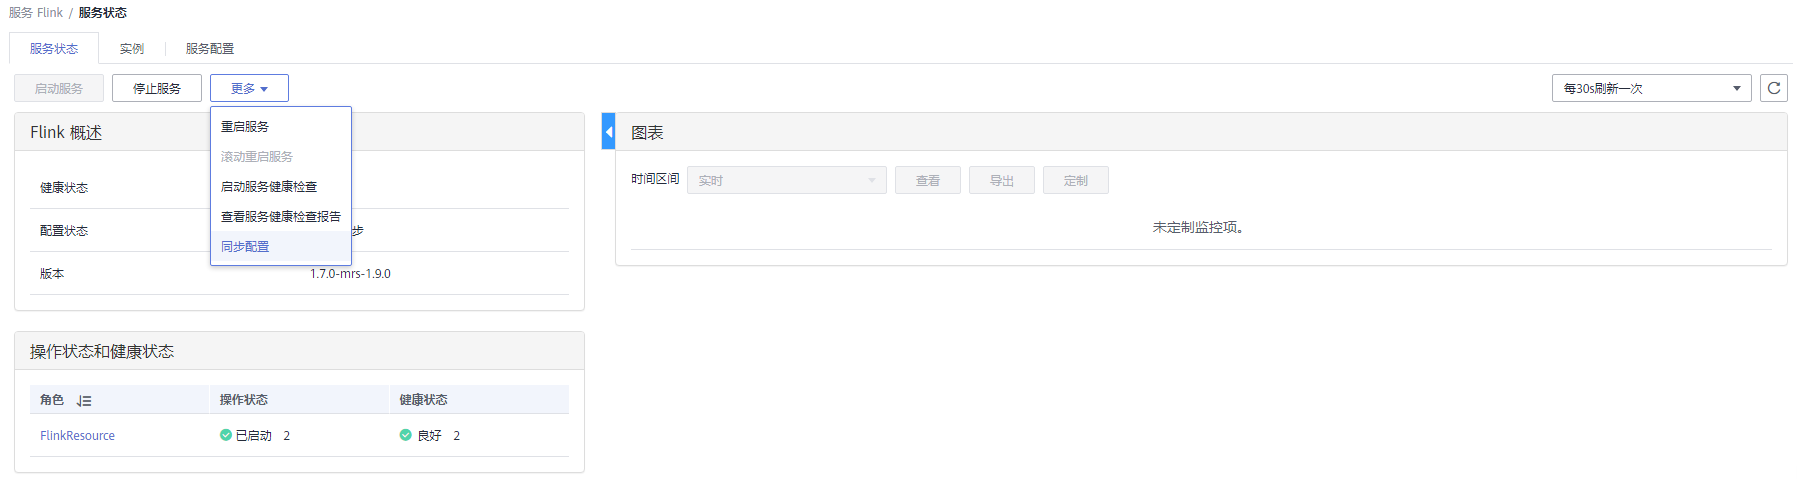 服务 Flink / 服务状态
服务状态 实例 服务配置
启动服务 停止服务 更多 每30s刷新一次
重启服务
滚动重启服务
启动服务健康检查
查看服务健康检查报告
同步配置
Flink 概述
健康状态
配置状态 步
版本 1.7.0-mrs-1.9.0
图表
时间区间 实时 查看 导出 定制
未定制监控项。
操作状态和健康状态
角色 操作状态 健康状态
FlinkResource 已启动 2 良好 2